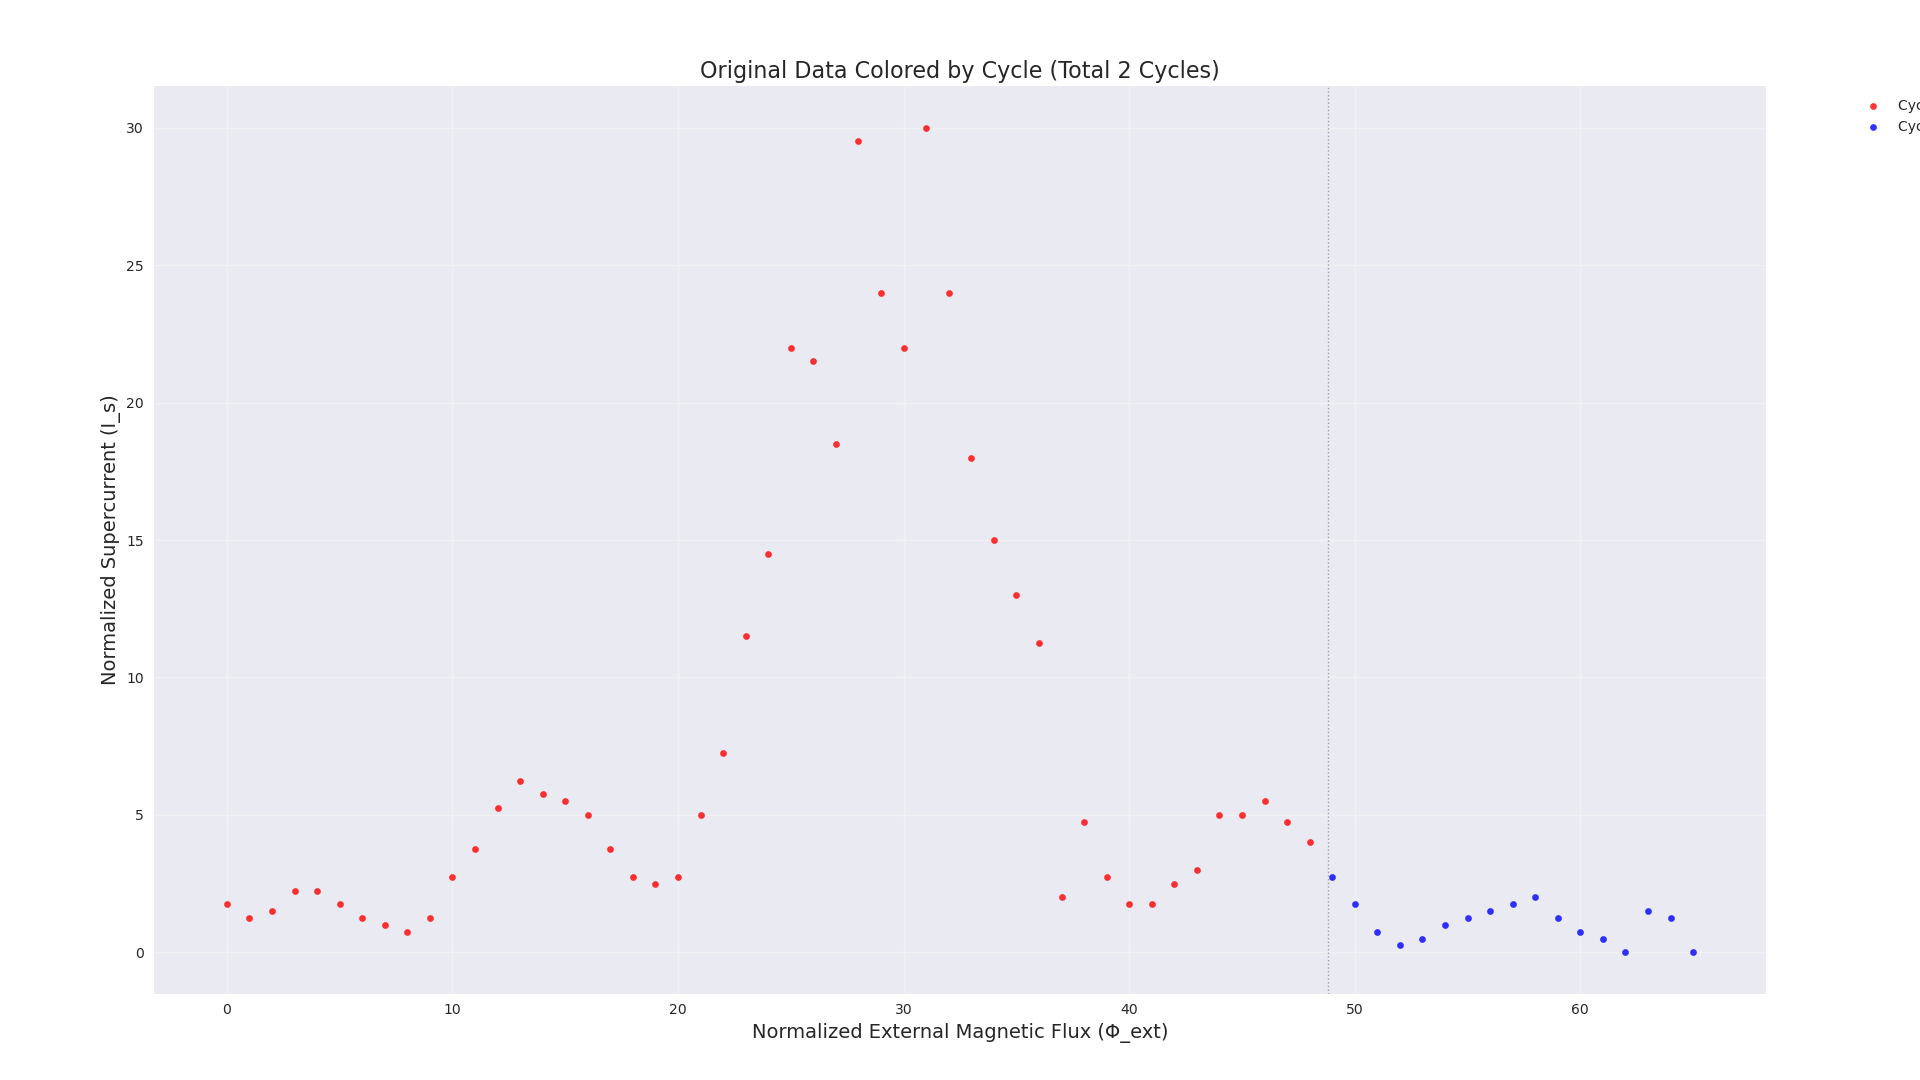 Original Data Colored by Cycle (Total 2 Cycles)
Normalized Supercurrent (I_s)
30
25
20
15
10
5
0
0 10 20 30 40 50 60
Normalized External Magnetic Flux (Φ_ext)
Cyc
Cyc